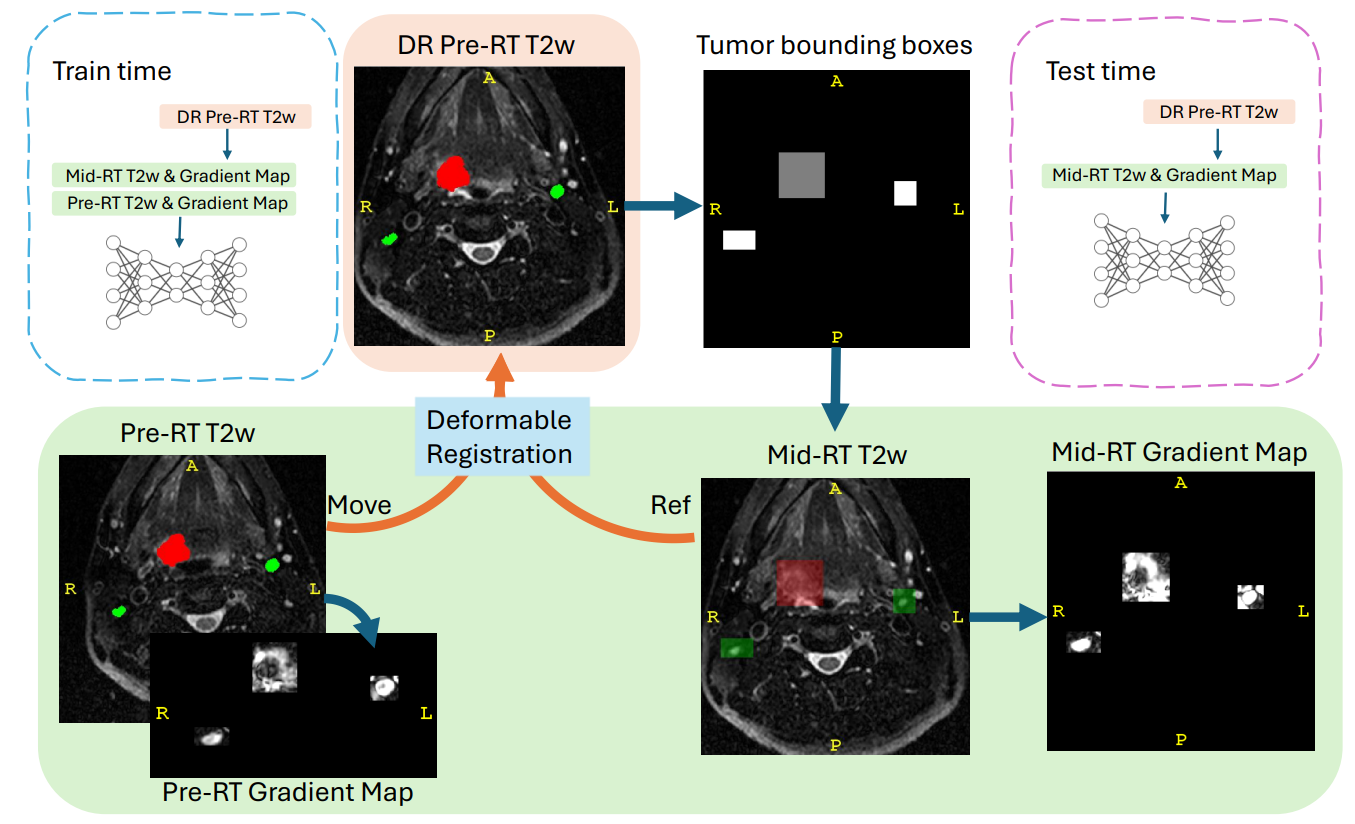 Train time
DR Pre-RT T2w
Mid-RT T2w & Gradient Map
Pre-RT T2w & Gradient Map
DR Pre-RT T2w
A
R
L
P
Tumor bounding boxes
A
R
L
P
Test time
DR Pre-RT T2w
Mid-RT T2w & Gradient Map
Deformable
Registration
Move
Ref
Pre-RT T2w
A
R
L
R
L
Pre-RT Gradient Map
Mid-RT T2w
A
R
L
P
Mid-RT Gradient Map
A
R
L
P